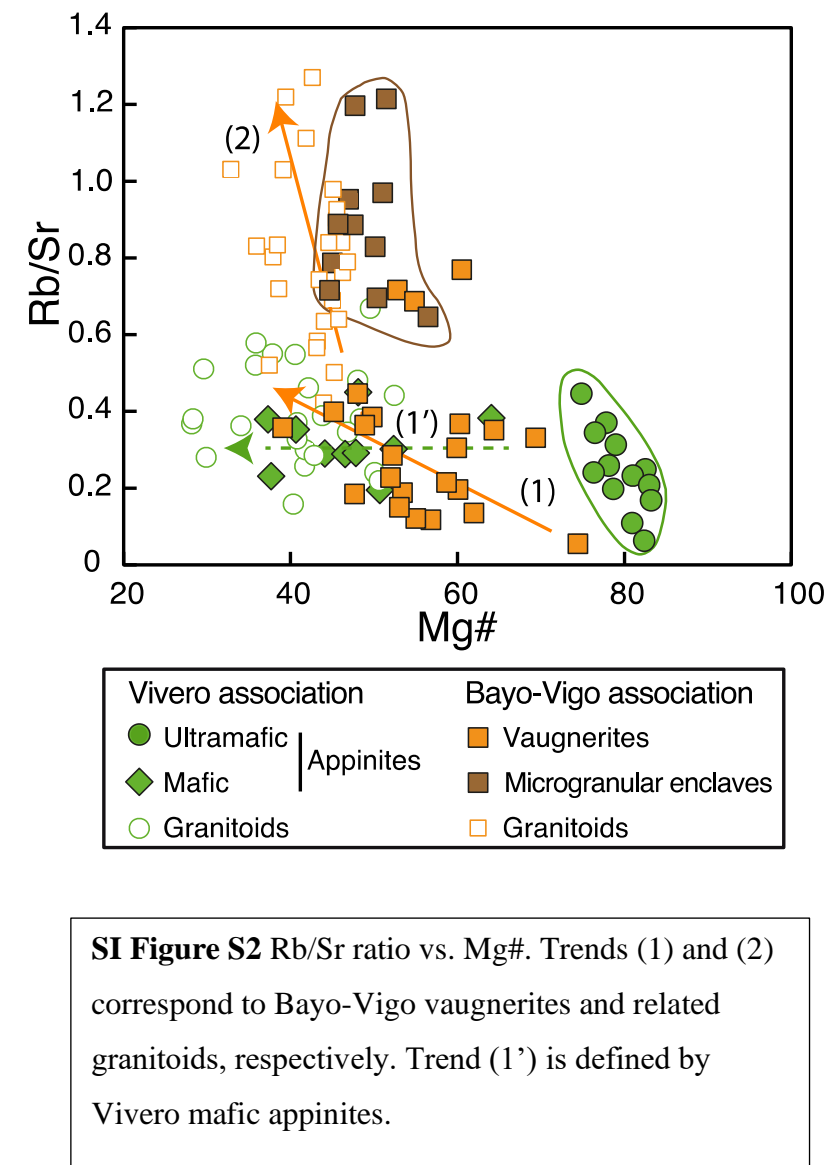 1.4
1.2
1.0
0.8
0.6
0.4
0.2
0
Rb/Sr
(2)
(1’)
(1)
20 40 60 80 100
Mg#
Vivero association Bayo-Vigo association
Ultramafic Vaugnerites
Appinites
Mafic Microgranular enclaves
Granitoids Granitoids
SI Figure S2 Rb/Sr ratio vs. Mg#. Trends (1) and (2)
correspond to Bayo-Vigo vaugnerites and related
granitoids, respectively. Trend (1’) is defined by
Vivero mafic appinites.